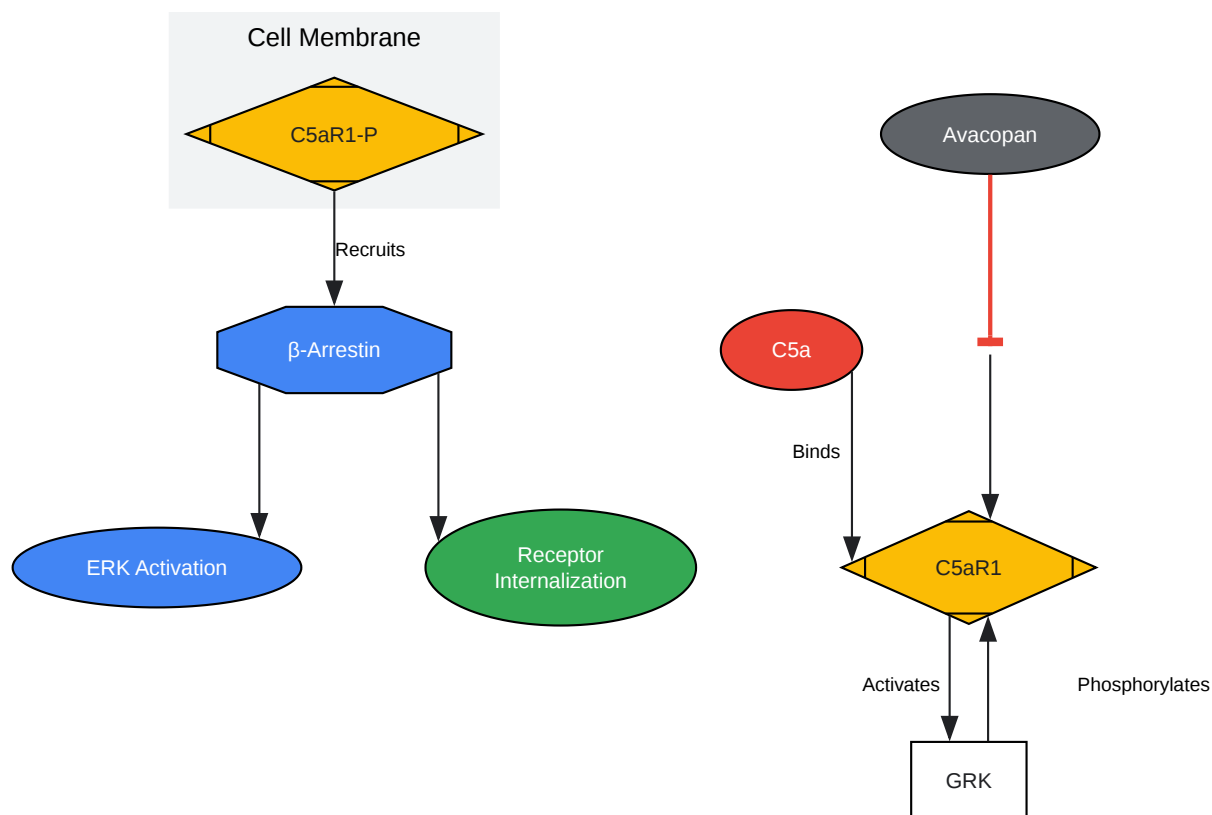 Cell Membrane
C5aR1-P
Avacopan
Recruits
β-Arrestin
C5a
Binds
ERK Activation
Receptor
Internalization
C5aR1
Activates
Phosphorylates
GRK